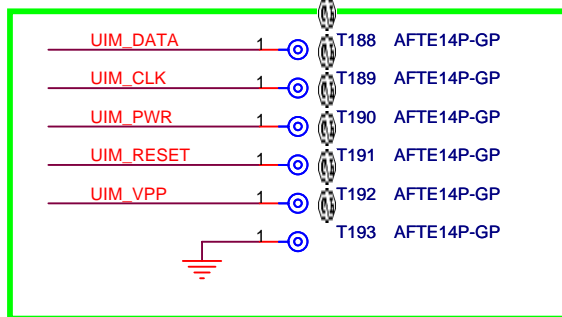 UIM_DATA 1 T188 AFTE14P-GP
UIM_CLK 1 T189 AFTE14P-GP
UIM_PWR 1 T190 AFTE14P-GP
UIM_RESET 1 T191 AFTE14P-GP
UIM_VPP 1 T192 AFTE14P-GP
1 T193 AFTE14P-GP